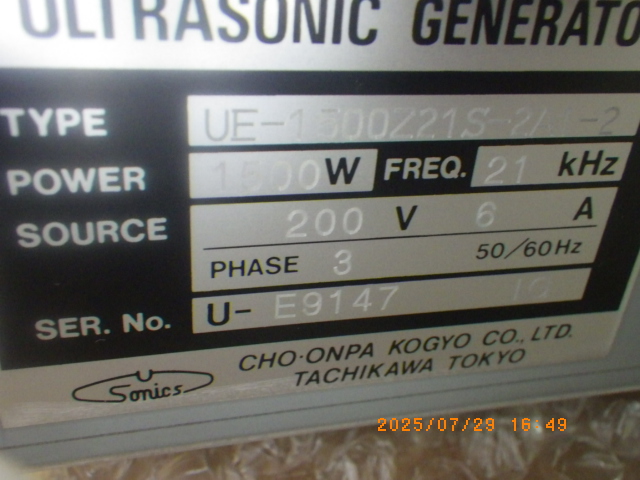 ULTRASONIC GENERATO
TYPE
POWER 1500W FREQ. 21 kHz
SOURCE 200 V 6 A
PHASE 3 50/60Hz
SER. No. U- E9147
U Sonics
CHO-ONPA KOGYO CO., LTD.
TACHIKAWA TOKYO
2025/07/29 16:49